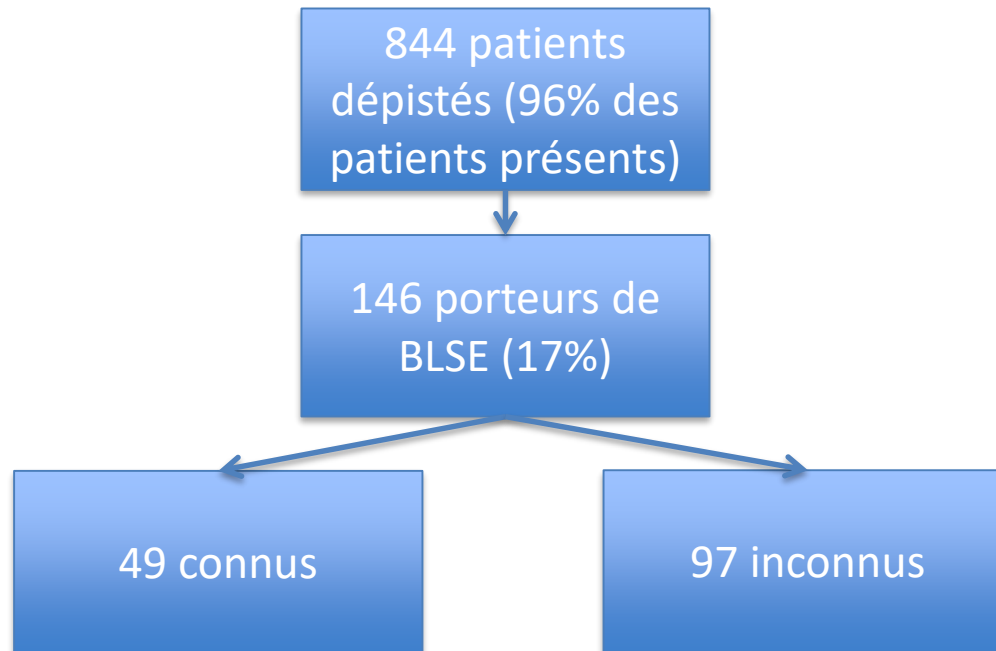 844 patients
dépistés (96% des
patients présents)
146 porteurs de
BLSE (17%)
49 connus
97 inconnus